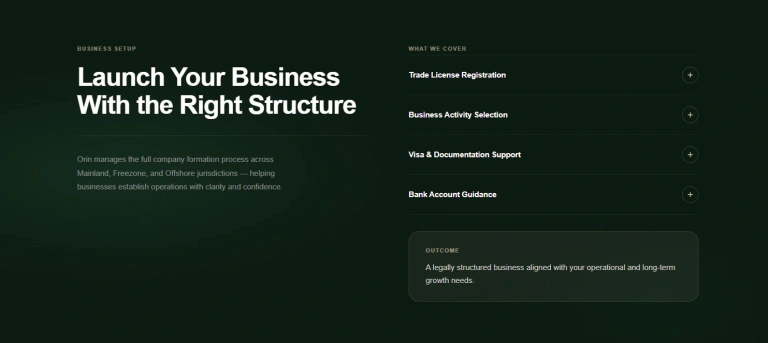 BUSINESS SETUP
Launch Your Business
With the Right Structure
Orin manages the full company formation process across
Mainland, Freezone, and Offshore jurisdictions — helping
businesses establish operations with clarity and confidence.
WHAT WE COVER
Trade License Registration
+
Business Activity Selection
+
Visa & Documentation Support
+
Bank Account Guidance
+
OUTCOME
A legally structured business aligned with your operational and long-term
growth needs.